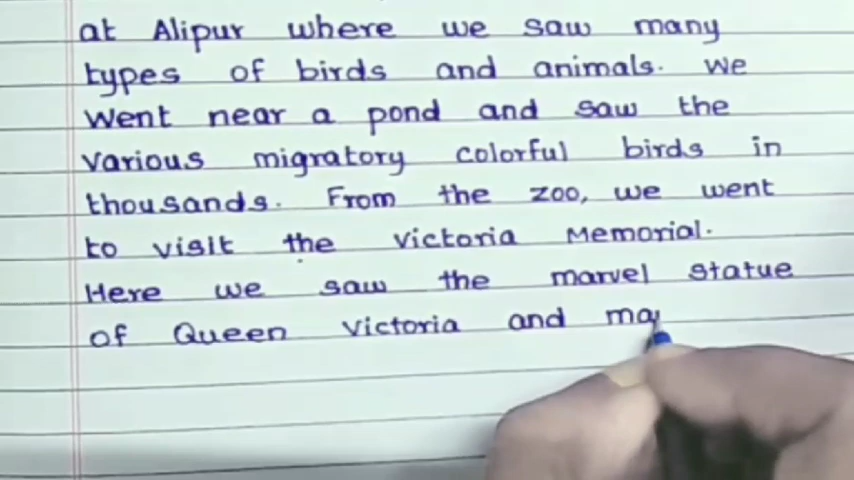 at Alipur where we saw many
types of birds and animals. We
went near a pond and saw the
various migratory colorful birds in
thousands. From the zoo, we went
to visit the victoria Memorial.
Here we saw the marvel statue
of Queen Victoria and ma